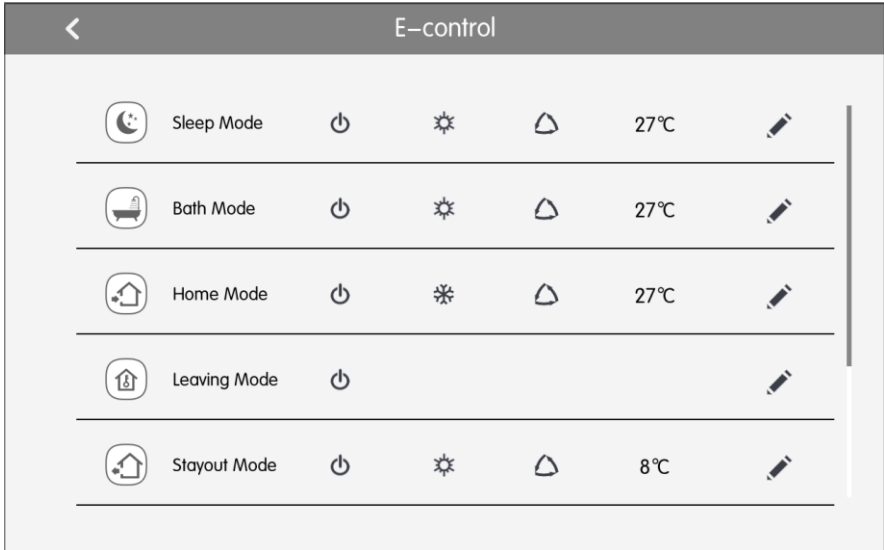 E-control
Sleep Mode 27℃
Bath Mode 27℃
Home Mode 27℃
Leaving Mode
Stayout Mode 8℃